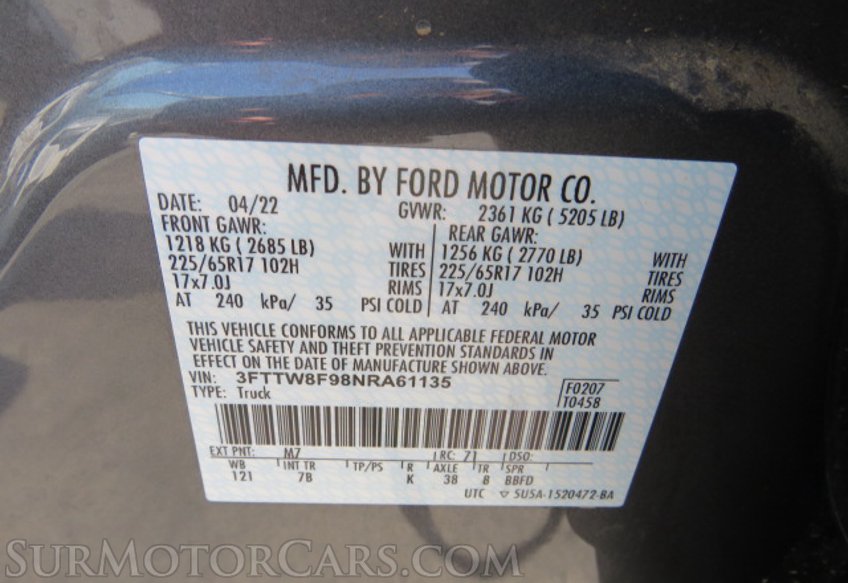 MFD. BY FORD MOTOR CO.
DATE: 04/22 GVWR: 2361 KG ( 5205 LB)
FRONT GAWR: REAR GAWR:
1218 KG ( 2685 LB) WITH 1256 KG ( 2770 LB) WITH
225/65R17 102H TIRES 225/65R17 102H TIRES
17x7.0J RIMS 17x7.0J RIMS
AT 240 kPa/ 35 PSI COLD AT 240 kPa/ 35 PSI COLD
THIS VEHICLE CONFORMS TO ALL APPLICABLE FEDERAL MOTOR
VEHICLE SAFETY AND THEFT PREVENTION STANDARDS IN
EFFECT ON THE DATE OF MANUFACTURE SHOWN ABOVE.
VIN: 3FTTW8F98NRA61135 F0207
TYPE: Truck T0458
EXT PNT: M7 RC: 71 DSO:
WB INT TR TP/PS R AXLE TR SPR
121 7B K 38 8 BBFD
UTC ▽ SU5A-1520472-BA
SurMotorCars.com